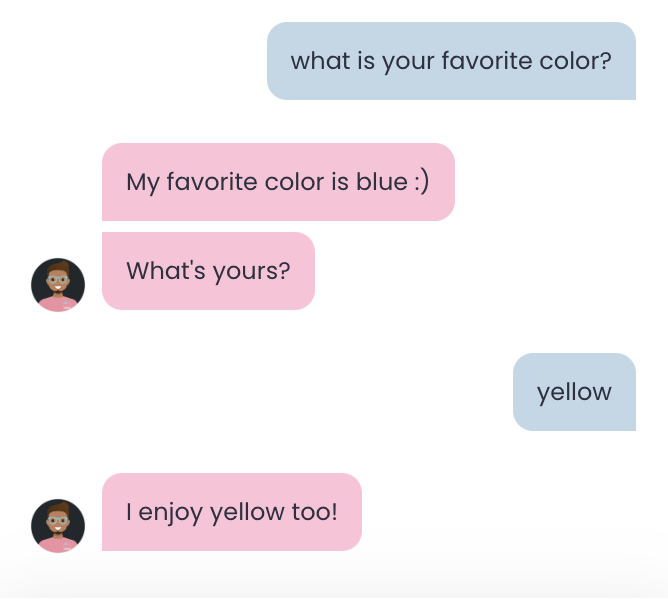 what is your favorite color?
My favorite color is blue :)
What's yours?
yellow
I enjoy yellow too!